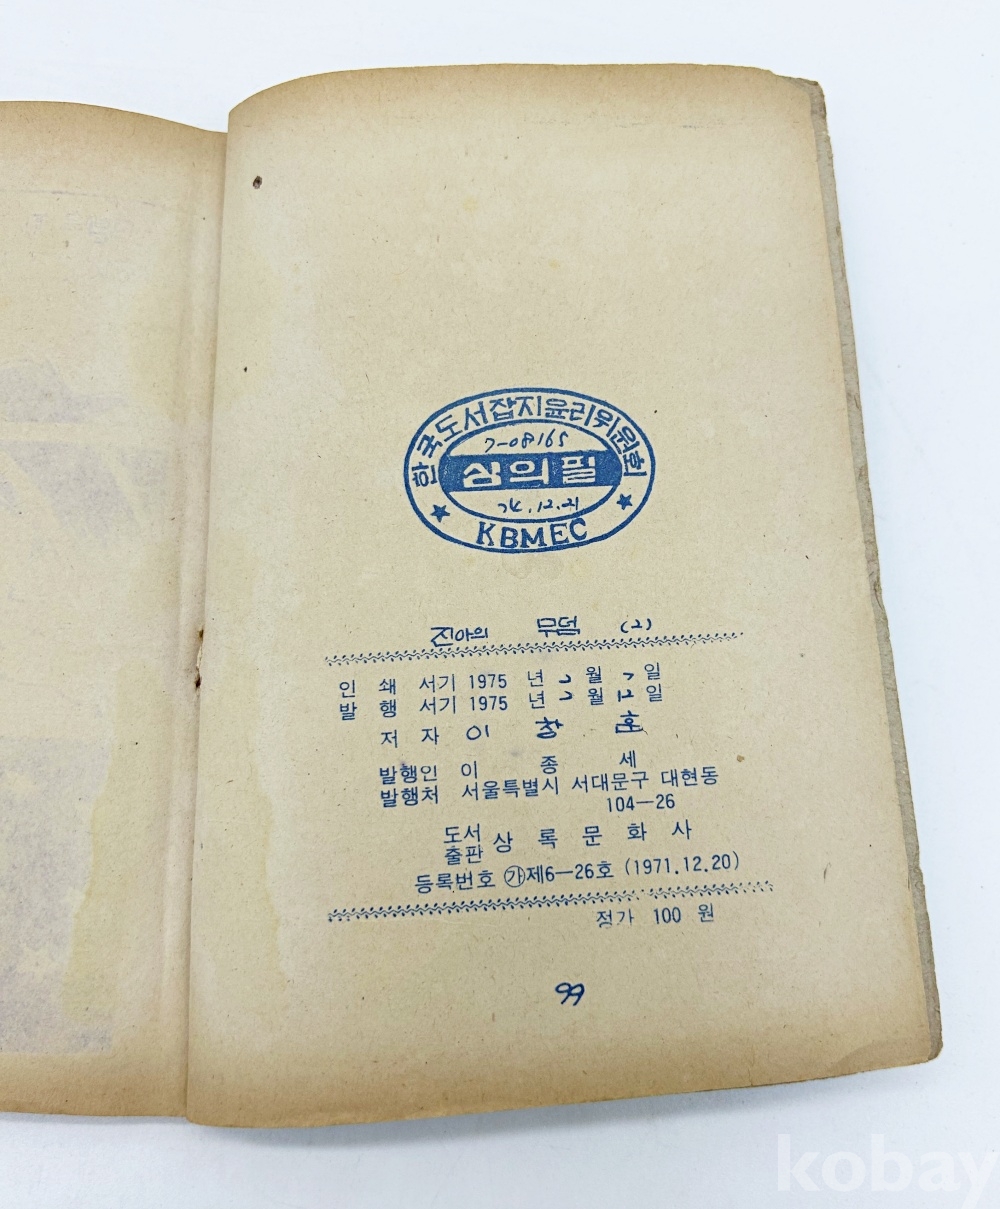 한국도서잡지윤리위원회
7-08165
심의필
74.12.21
KBMEC
진아의 무덤 (2)
인 쇄 서기 1975 년 2 월 7 일
발 행 서기 1975 년 2 월 12 일
저 자 이 창 훈
발행인 이 종 세
발행처 서울특별시 서대문구 대현동
104-26
도서출판 상 록 문 화 사
등록번호 ㉮제6-26호 (1971.12.20)
정가 100 원
99
kobay